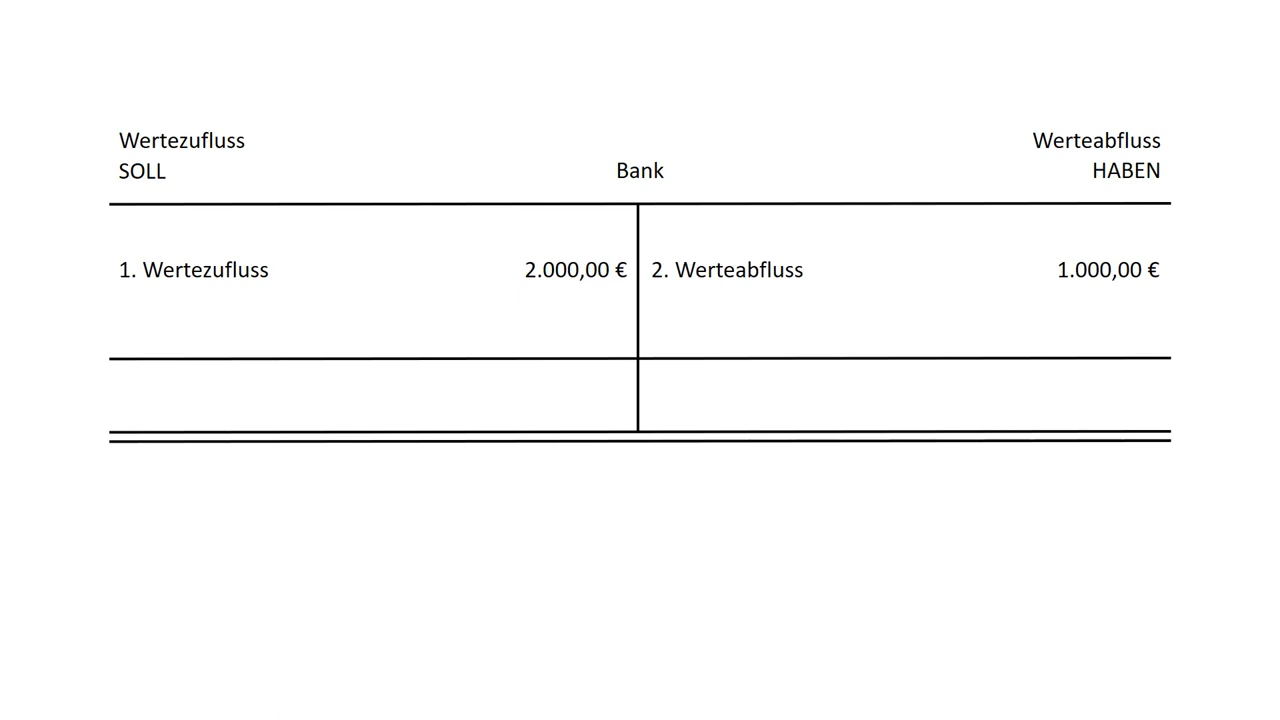 Wertezufluss
Werteabfluss
SOLL
Bank
HABEN
1. Wertezufluss
2.000,00 €
2. Werteabfluss
1.000,00 €